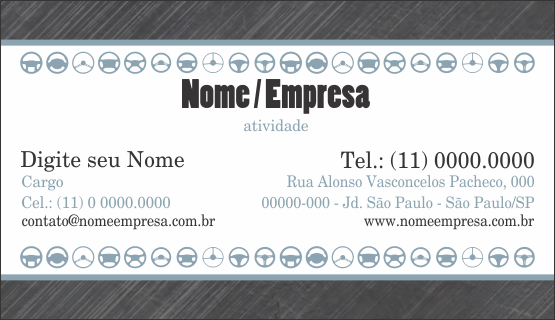 Nome/Empresa
atividade
Digite seu Nome
Cargo
Cel.: (11) 0 0000.0000
contato@nomeempresa.com.br
Tel.: (11) 0000.0000
Rua Alonso Vasconcelos Pacheco, 000
00000-000 - Jd. São Paulo - São Paulo/SP
www.nomeempresa.com.br